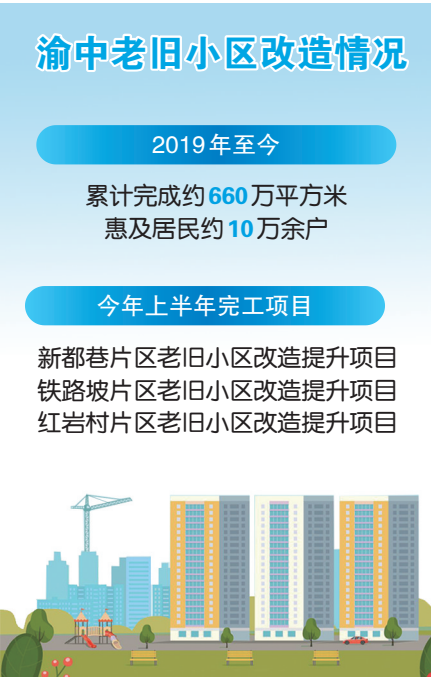 渝中老旧小区改造情况
2019年至今
累计完成约660万平方米
惠及居民约10万余户
今年上半年完工项目
新都巷片区老旧小区改造提升项目
铁路坡片区老旧小区改造提升项目
红岩村片区老旧小区改造提升项目